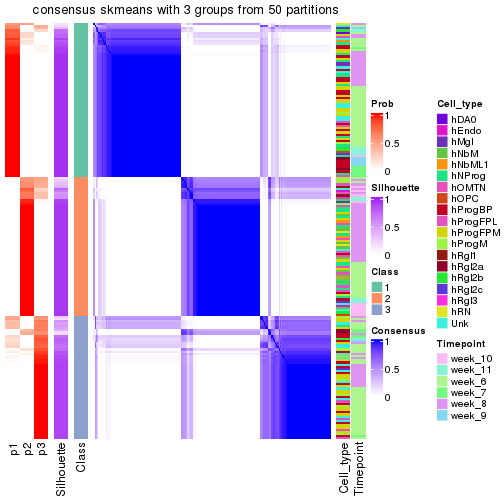 consensus skmeans with 3 groups from 50 partitions
Prob
1
0.5
0
Silhouette
1
0.5
0
Class
1
2
3
Consensus
1
0.5
0
Cell_type
hDA0
hEndo
hMgl
hNbM
hNbML1
hNProg
hOMTN
hOPC
hProgBP
hProgFPL
hProgFPM
hProgM
hRgl1
hRgl2a
hRgl2b
hRgl2c
hRgl3
hRN
Unk
Timepoint
week_10
week_11
week_6
week_7
week_8
week_9
p1
p2
p3
Silhouette
Class
Cell_type
Timepoint